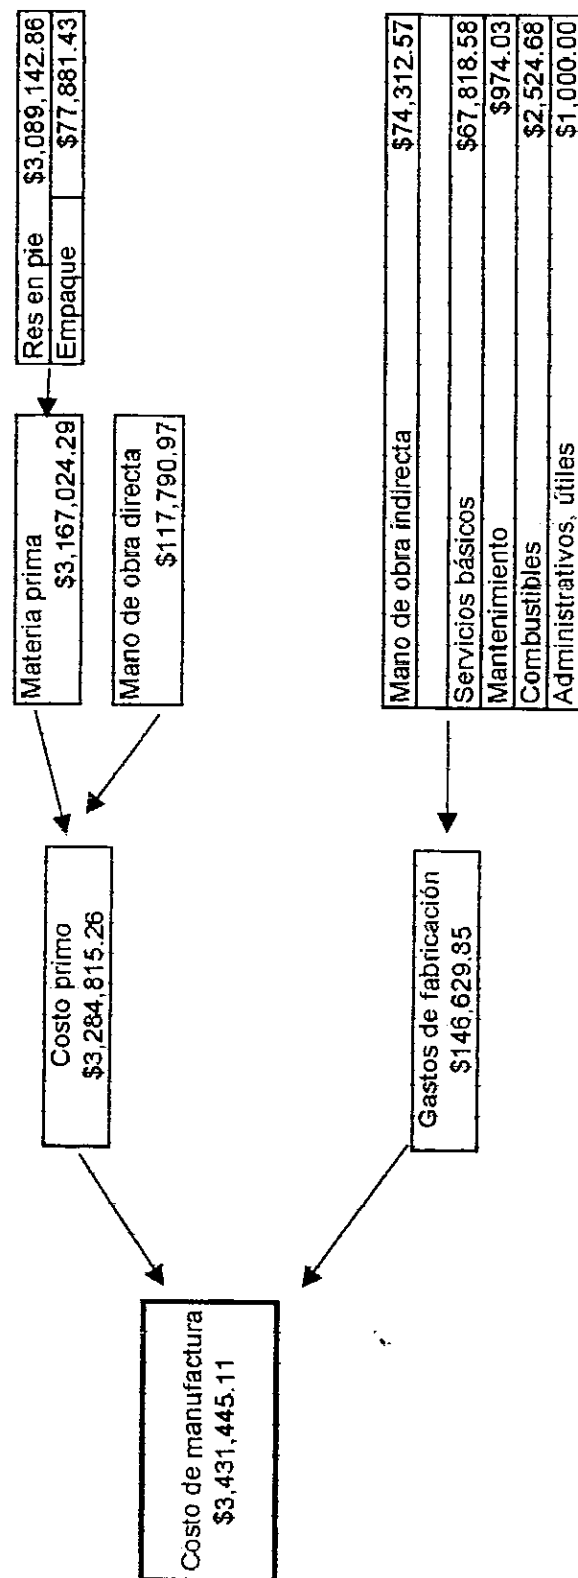 Costo de manufactura
$3,431,445.11
Costo primo
$3,284,815.26
Gastos de fabricación
$146,629.85
Materia prima
$3,167,024.29
Mano de obra directa
$117,790.97
Res en pie $3,089,142.86
Empaque $77,881.43
Mano de obra indirecta $74,312.57
Servicios básicos $67,818.58
Mantenimiento $974.03
Combustibles $2,524.68
Administrativos, útiles $1,000.00